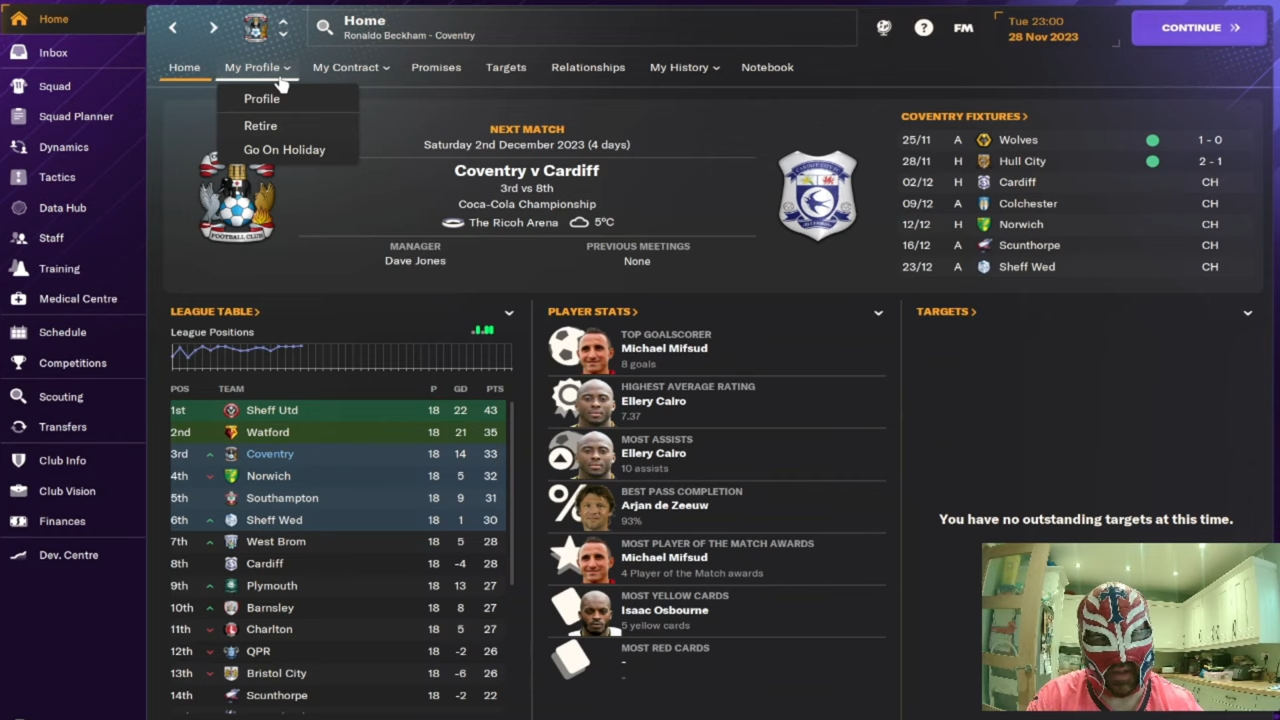 Home
Inbox
Squad
Squad Planner
Dynamics
Tactics
Data Hub
Staff
Training
Medical Centre
Schedule
Competitions
Scouting
Transfers
Club Info
Club Vision
Finances
Dev. Centre
Home
Ronaldo Beckham - Coventry
?
FM
Tue 23:00
28 Nov 2023
CONTINUE
Home
My Profile
My Contract
Promises
Targets
Relationships
My History
Notebook
Profile
Retire
Go On Holiday
NEXT MATCH
Saturday 2nd December 2023 (4 days)
Coventry v Cardiff
3rd vs 8th
Coca-Cola Championship
The Ricoh Arena 5ºC
MANAGER
Dave Jones
PREVIOUS MEETINGS
None
COVENTRY FIXTURES >
25/11 A Wolves 1 - 0
28/11 H Hull City 2 - 1
02/12 H Cardiff CH
09/12 A Colchester CH
12/12 H Norwich CH
16/12 A Scunthorpe CH
23/12 A Sheff Wed CH
LEAGUE TABLE >
League Positions
POS TEAM P GD PTS
1st Sheff Utd 18 22 43
2nd Watford 18 21 35
3rd Coventry 18 14 33
4th Norwich 18 5 32
5th Southampton 18 9 31
6th Sheff Wed 18 1 30
7th West Brom 18 5 28
8th Cardiff 18 -4 28
9th Plymouth 18 13 27
10th Barnsley 18 8 27
11th Charlton 18 5 27
12th QPR 18 -2 26
13th Bristol City 18 -6 26
14th Scunthorpe 18 -2 22
PLAYER STATS >
TOP GOALSCORER
Michael Mifsud
8 goals
HIGHEST AVERAGE RATING
Ellery Cairo
7.37
MOST ASSISTS
Ellery Cairo
10 assists
BEST PASS COMPLETION
Arjan de Zeeuw
93%
MOST PLAYER OF THE MATCH AWARDS
Michael Mifsud
4 Player of the Match awards
MOST YELLOW CARDS
Isaac Osbourne
5 yellow cards
MOST RED CARDS
-
-
TARGETS >
You have no outstanding targets at this time.